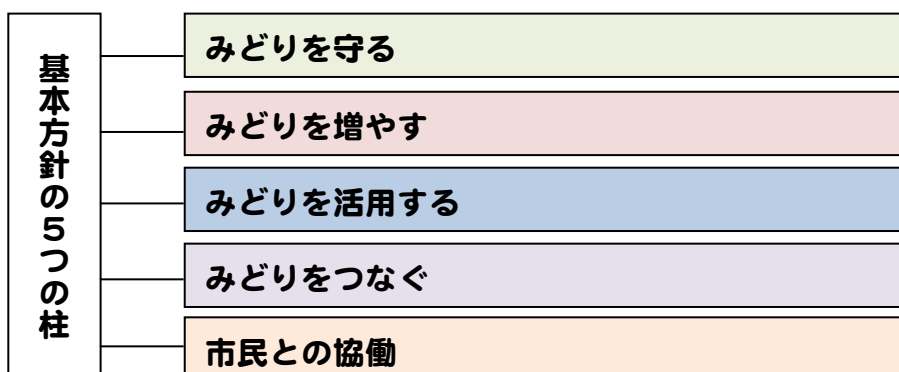 基本方針の５つの柱
みどりを守る
みどりを増やす
みどりを活用する
みどりをつなぐ
市民との協働